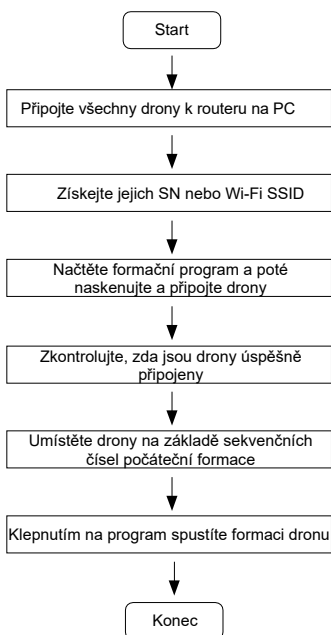 Start
Připojte všechny drony k routeru na PC
Získejte jejich SN nebo Wi-Fi SSID
Načtěte formační program a poté
naskenujte a připojte drony
Zkontrolujte, zda jsou drony úspěšně
připojeny
Umístěte drony na základě sekvenčních
čísel počáteční formace
Klepnutím na program spustíte formaci dronu
Konec